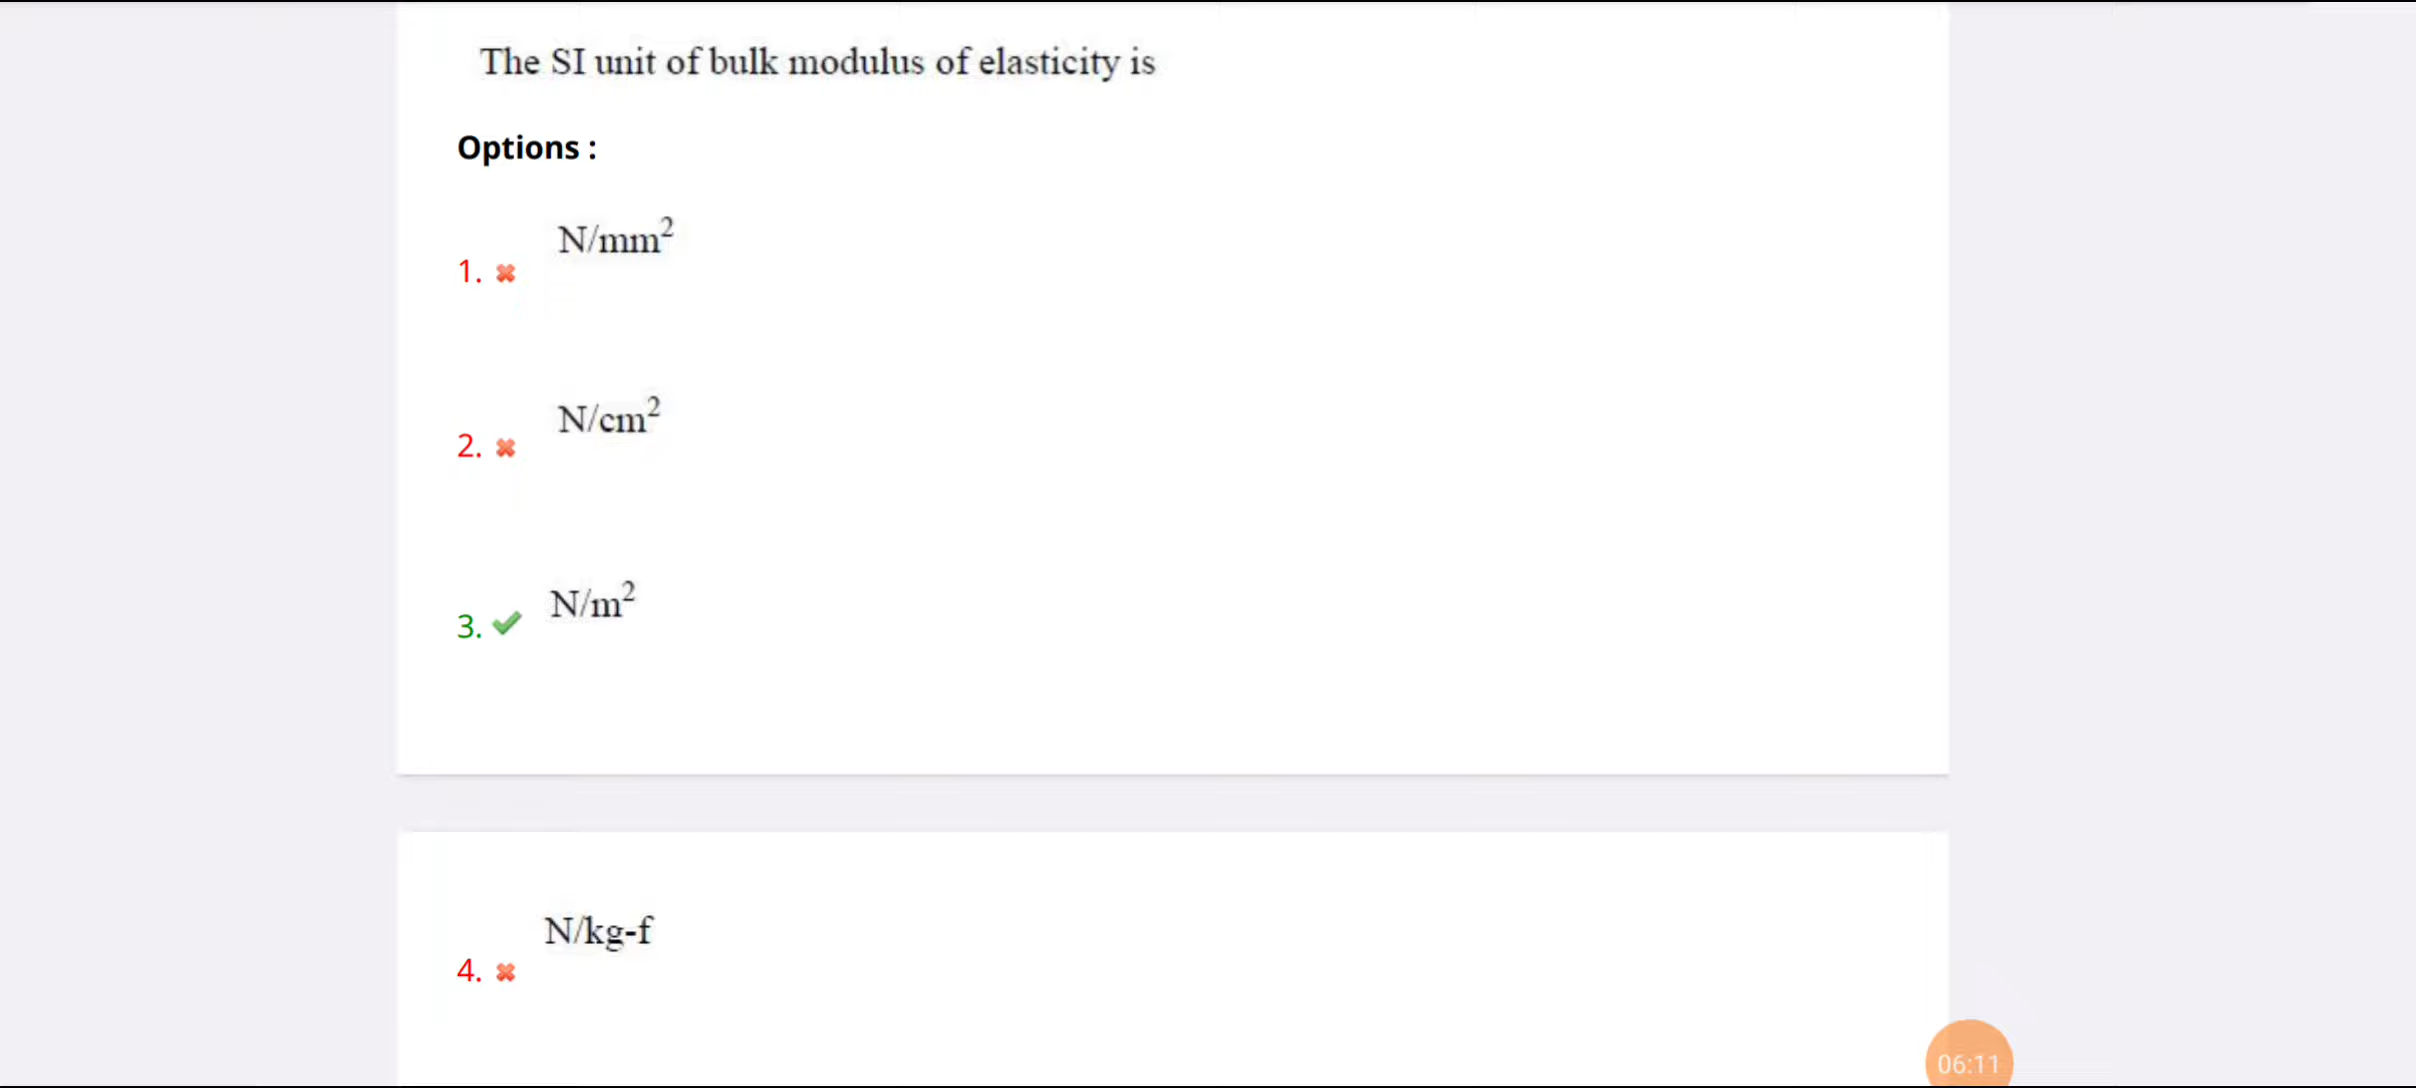 The SI unit of bulk modulus of elasticity is
Options :
N/mm²
1.
N/cm²
2.
N/m²
3.
N/kg-f
4.
06:11